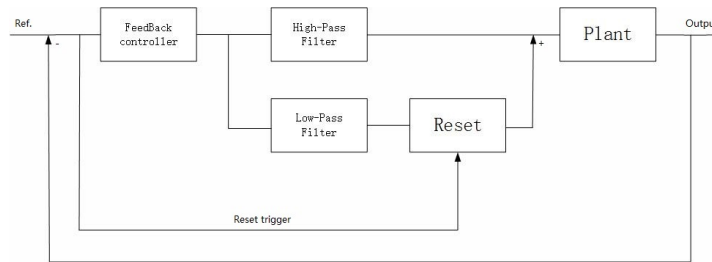 Ref.
FeedBack
controller
High-Pass
Filter
Plant
Output
-
+
Low-Pass
Filter
Reset
Reset trigger